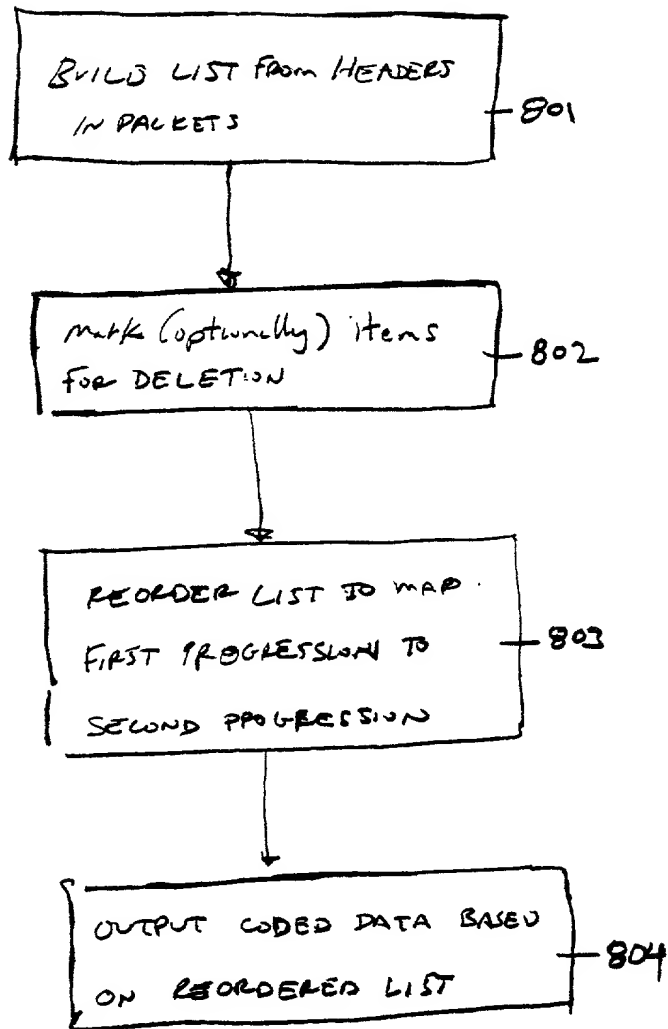 BUILD LIST FROM HEADERS
IN PACKETS
801
Mark (optionally) items
FOR DELETION
802
REORDER LIST TO MAP
FIRST PROGRESSION TO
SECOND PROGRESSION
803
OUTPUT CODED DATA BASED
ON REORDERED LIST
804